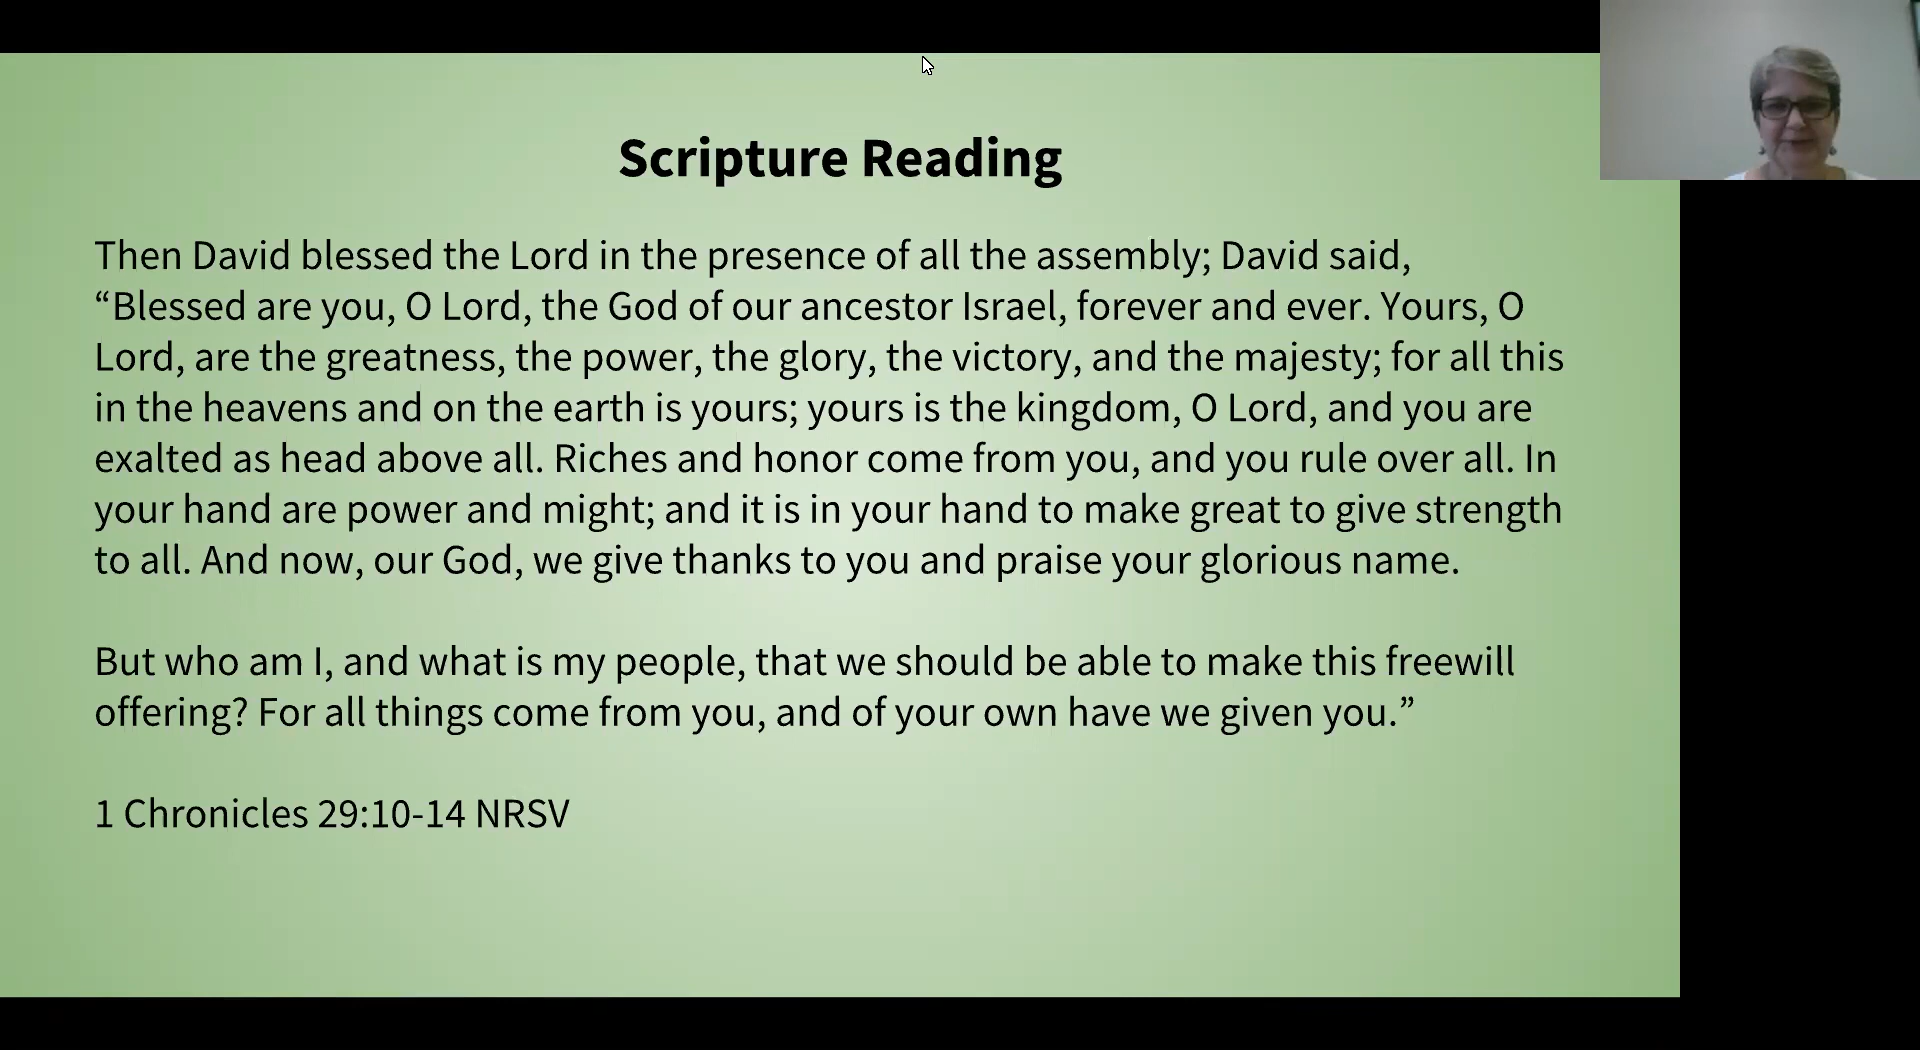 Scripture Reading
Then David blessed the Lord in the presence of all the assembly; David said,
“Blessed are you, O Lord, the God of our ancestor Israel, forever and ever. Yours, O
Lord, are the greatness, the power, the glory, the victory, and the majesty; for all this
in the heavens and on the earth is yours; yours is the kingdom, O Lord, and you are
exalted as head above all. Riches and honor come from you, and you rule over all. In
your hand are power and might; and it is in your hand to make great to give strength
to all. And now, our God, we give thanks to you and praise your glorious name.
But who am I, and what is my people, that we should be able to make this freewill
offering? For all things come from you, and of your own have we given you.”
1 Chronicles 29:10-14 NRSV